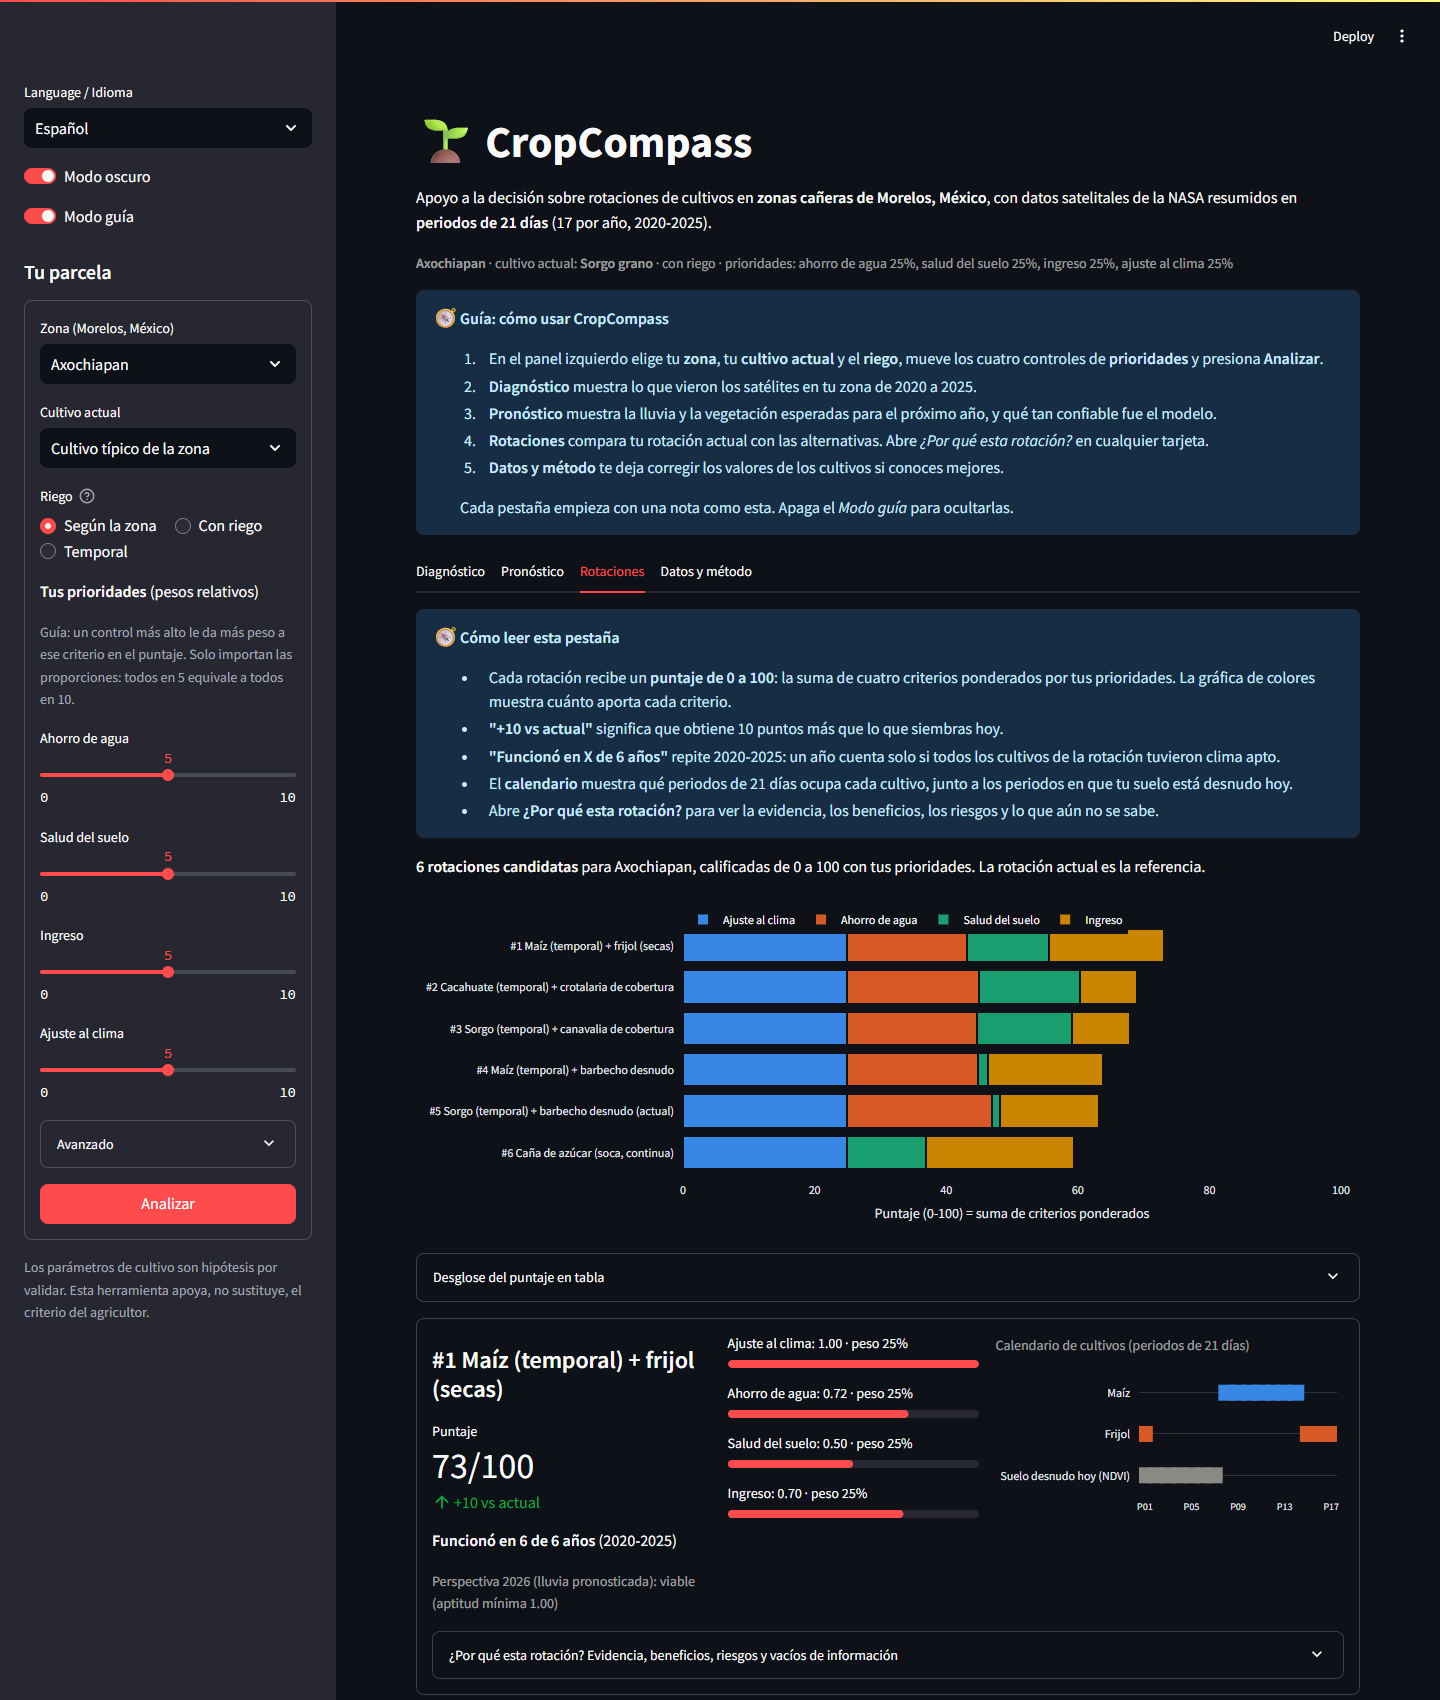 Deploy
Language / Idioma
Español
Modo oscuro
Modo guía
Tu parcela
Zona (Morelos, México)
Axochiapan
Cultivo actual
Cultivo típico de la zona
Riego
Según la zona
Con riego
Temporal
Tus prioridades (pesos relativos)
Guía: un control más alto le da más peso a
ese criterio en el puntaje. Solo importan las
proporciones: todos en 5 equivale a todos
en 10.
Ahorro de agua
5
0 10
Salud del suelo
5
0 10
Ingreso
5
0 10
Ajuste al clima
5
0 10
Avanzado
Analizar
Los parámetros de cultivo son hipótesis por
validar. Esta herramienta apoya, no sustituye, el
criterio del agricultor.
CropCompass
Apoyo a la decisión sobre rotaciones de cultivos en zonas cañeras de Morelos, México, con datos satelitales de la NASA resumidos en
periodos de 21 días (17 por año, 2020-2025).
Axochiapan · cultivo actual: Sorgo grano · con riego · prioridades: ahorro de agua 25%, salud del suelo 25%, ingreso 25%, ajuste al clima 25%
Guía: cómo usar CropCompass
1. En el panel izquierdo elige tu zona, tu cultivo actual y el riego, mueve los cuatro controles de prioridades y presiona Analizar.
2. Diagnóstico muestra lo que vieron los satélites en tu zona de 2020 a 2025.
3. Pronóstico muestra la lluvia y la vegetación esperadas para el próximo año, y qué tan confiable fue el modelo.
4. Rotaciones compara tu rotación actual con las alternativas. Abre ¿Por qué esta rotación? en cualquier tarjeta.
5. Datos y método te deja corregir los valores de los cultivos si conoces mejores.
Cada pestaña empieza con una nota como esta. Apaga el Modo guía para ocultarlas.
Diagnóstico Pronóstico Rotaciones Datos y método
Cómo leer esta pestaña
• Cada rotación recibe un puntaje de 0 a 100: la suma de cuatro criterios ponderados por tus prioridades. La gráfica de colores
muestra cuánto aporta cada criterio.
• "+10 vs actual" significa que obtiene 10 puntos más que lo que siembras hoy.
• "Funcionó en X de 6 años" repite 2020-2025: un año cuenta solo si todos los cultivos de la rotación tuvieron clima apto.
• El calendario muestra qué periodos de 21 días ocupa cada cultivo, junto a los periodos en que tu suelo está desnudo hoy.
• Abre ¿Por qué esta rotación? para ver la evidencia, los beneficios, los riesgos y lo que aún no se sabe.
6 rotaciones candidatas para Axochiapan, calificadas de 0 a 100 con tus prioridades. La rotación actual es la referencia.
Ajuste al clima Ahorro de agua Salud del suelo Ingreso
#1 Maíz (temporal) + frijol (secas)
#2 Cacahuate (temporal) + crotalaria de cobertura
#3 Sorgo (temporal) + canavalia de cobertura
#4 Maíz (temporal) + barbecho desnudo
#5 Sorgo (temporal) + barbecho desnudo (actual)
#6 Caña de azúcar (soca, continua)
0 20 40 60 80 100
Puntaje (0-100) = suma de criterios ponderados
Desglose del puntaje en tabla
#1 Maíz (temporal) + frijol
(secas)
Puntaje
73/100
+10 vs actual
Funcionó en 6 de 6 años (2020-2025)
Perspectiva 2026 (lluvia pronosticada): viable
(aptitud mínima 1.00)
Ajuste al clima: 1.00 · peso 25%
Ahorro de agua: 0.72 · peso 25%
Salud del suelo: 0.50 · peso 25%
Ingreso: 0.70 · peso 25%
Calendario de cultivos (periodos de 21 días)
Maíz
Frijol
Suelo desnudo hoy (NDVI)
P01 P05 P09 P13 P17
¿Por qué esta rotación? Evidencia, beneficios, riesgos y vacíos de información